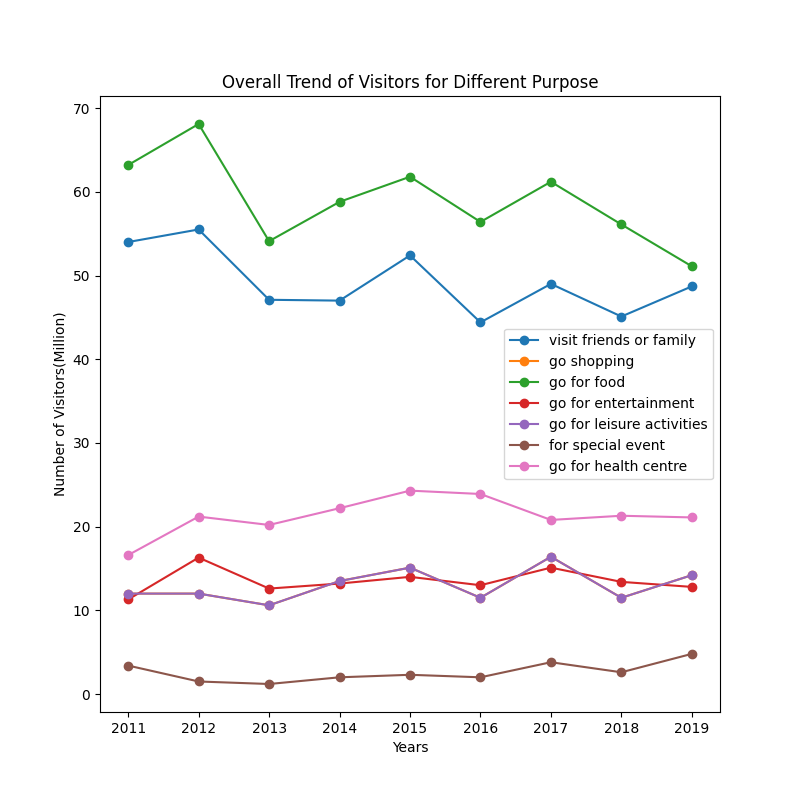 Overall Trend of Visitors for Different Purpose
70
60
50
40
30
20
10
0
Number of Visitors(Million)
visit friends or family
go shopping
go for food
go for entertainment
go for leisure activities
for special event
go for health centre
2011 2012 2013 2014 2015 2016 2017 2018 2019
Years